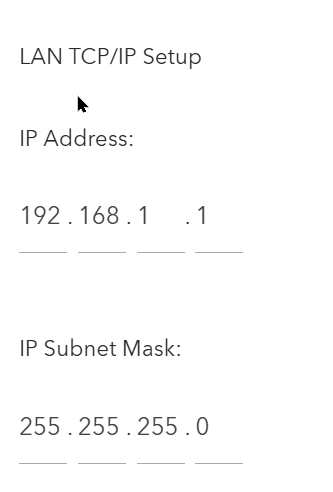 LAN TCP/IP Setup
IP Address:
192 . 168 . 1 . 1
IP Subnet Mask:
255 . 255 . 255 . 0